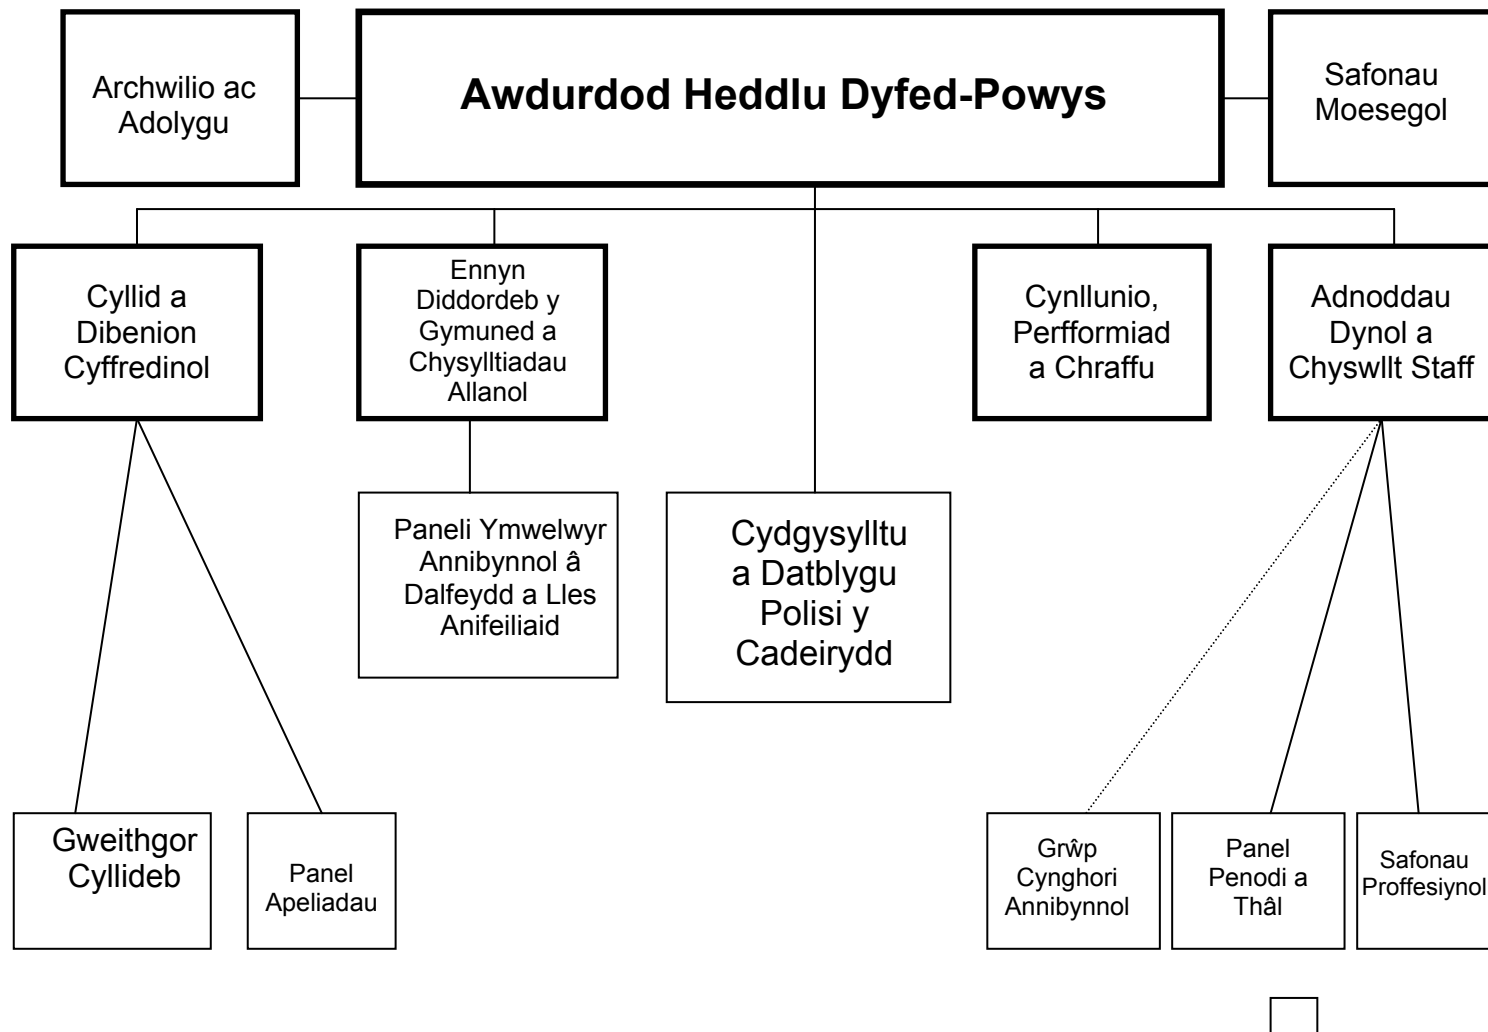 Archwilio ac
Adolygu
Awdurdod Heddlu Dyfed-Powys
Safonau
Moesegol
Cyllid a
Dibenion
Cyffredinol
Ennyn
Diddordeb y
Gymuned a
Chysylltiadau
Allanol
Cynllunio,
Perfformiad
a Chraffu
Adnoddau
Dynol a
Chyswllt Staff
Paneli Ymwelwyr
Annibynnol â
Dalfeydd a Lles
Anifeiliaid
Cydgysylltu
a Datblygu
Polisi y
Cadeirydd
Gweithgor
Cyllideb
Panel
Apeliadau
Grŵp
Cynghori
Annibynnol
Panel
Penodi a
Thâl
Safonau
Proffesiynol